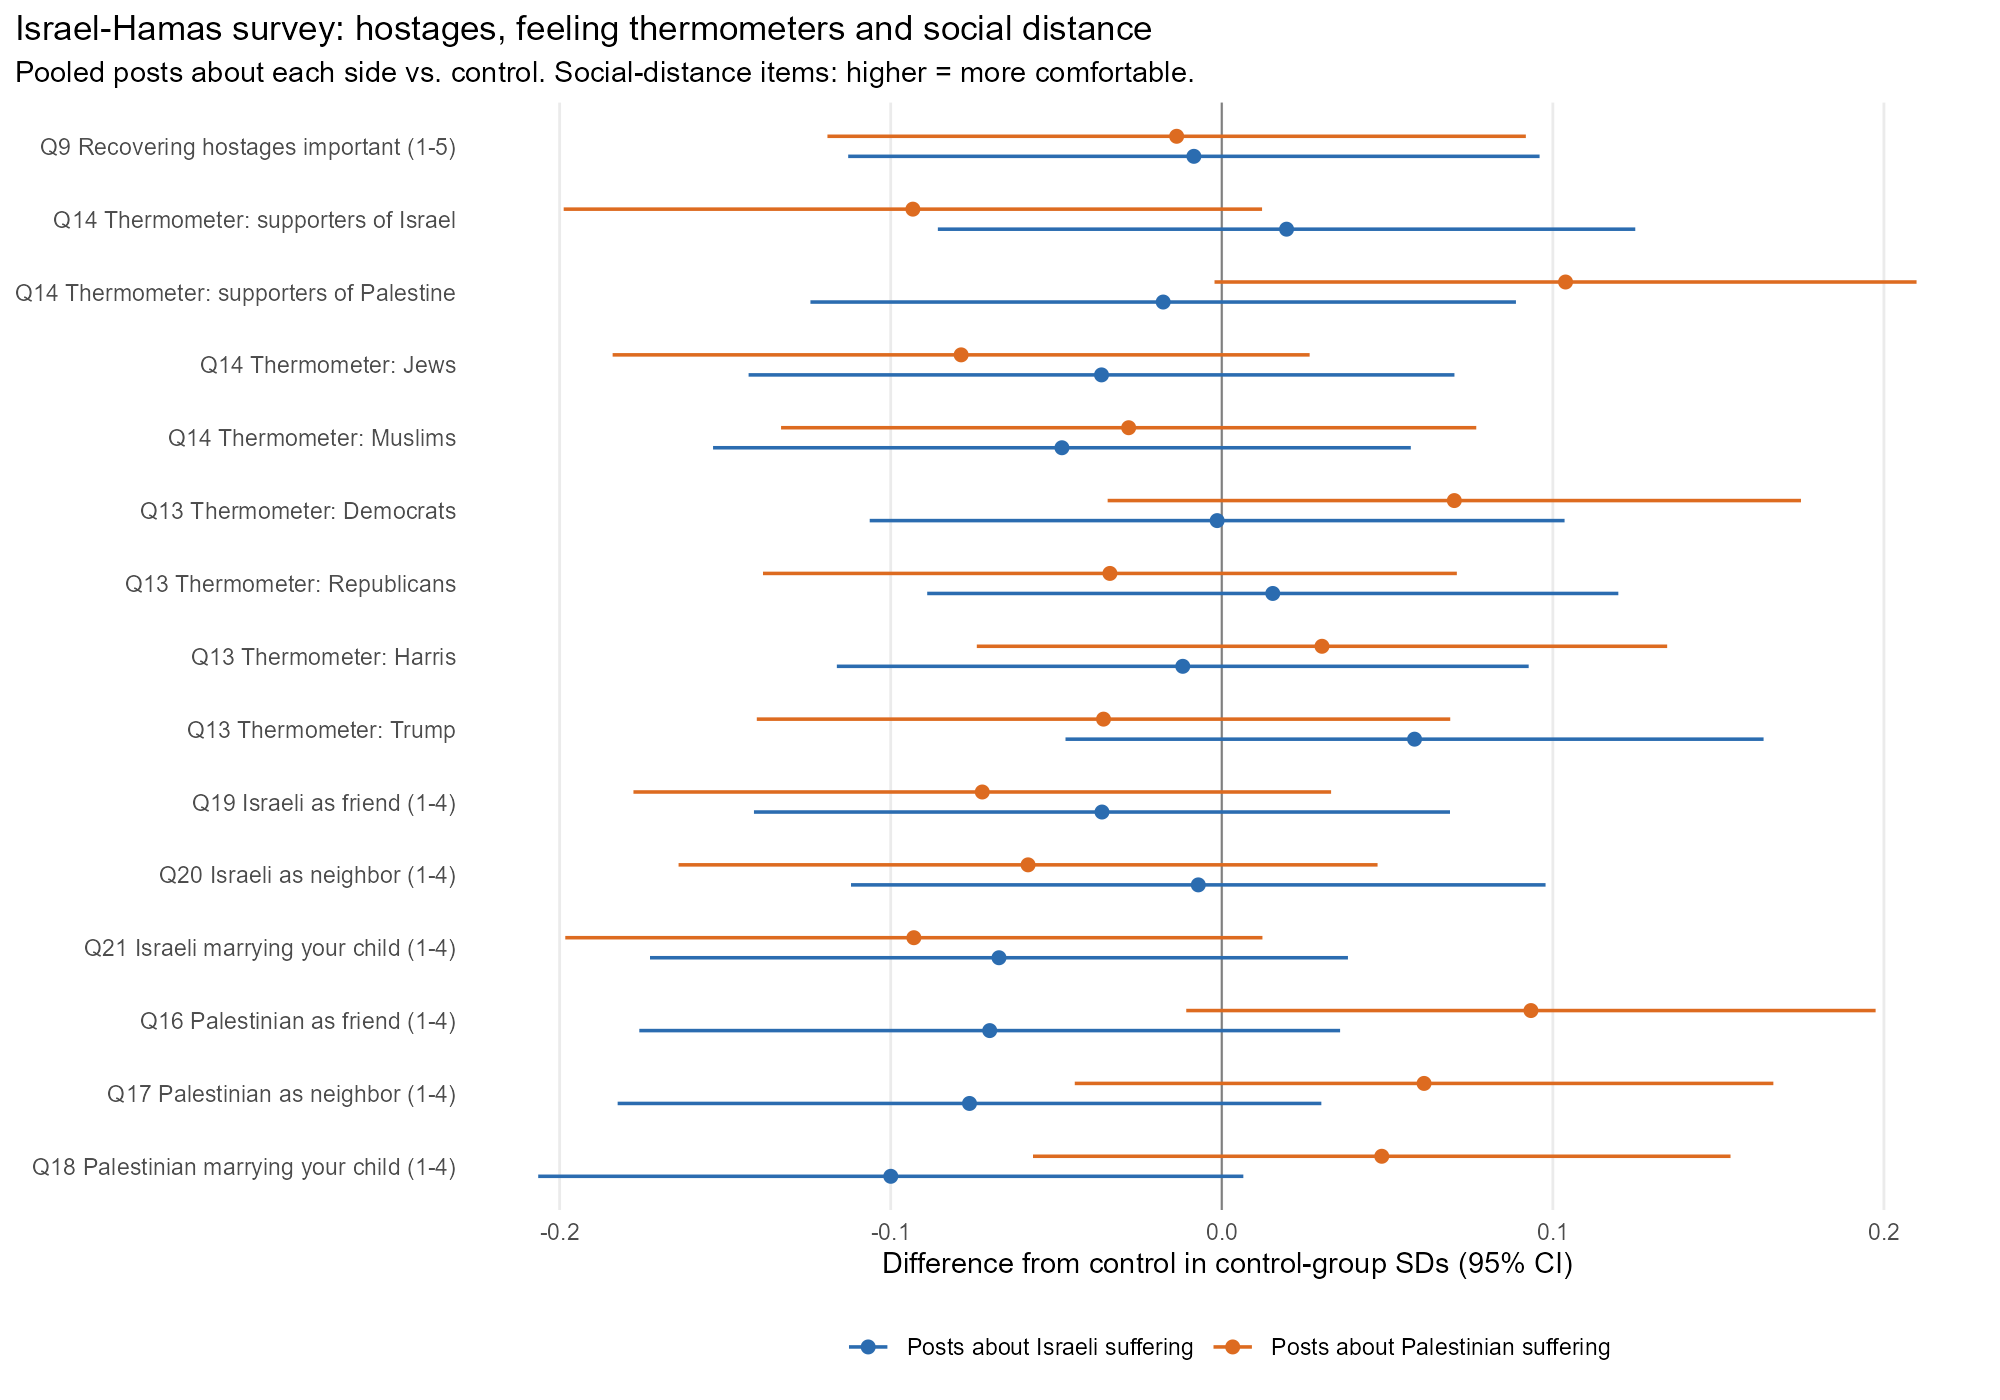 Israel-Hamas survey: hostages, feeling thermometers and social distance
Pooled posts about each side vs. control. Social-distance items: higher = more comfortable.
Q9 Recovering hostages important (1-5)
Q14 Thermometer: supporters of Israel
Q14 Thermometer: supporters of Palestine
Q14 Thermometer: Jews
Q14 Thermometer: Muslims
Q13 Thermometer: Democrats
Q13 Thermometer: Republicans
Q13 Thermometer: Harris
Q13 Thermometer: Trump
Q19 Israeli as friend (1-4)
Q20 Israeli as neighbor (1-4)
Q21 Israeli marrying your child (1-4)
Q16 Palestinian as friend (1-4)
Q17 Palestinian as neighbor (1-4)
Q18 Palestinian marrying your child (1-4)
-0.2 -0.1 0.0 0.1 0.2
Difference from control in control-group SDs (95% CI)
Posts about Israeli suffering Posts about Palestinian suffering